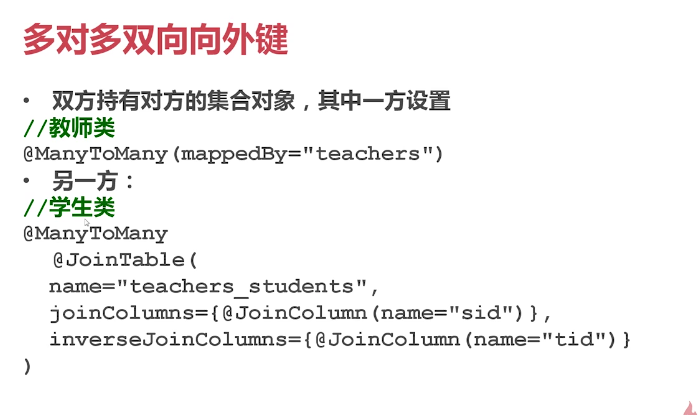 多对多双向向外键
• 双方持有对方的集合对象，其中一方设置
//教师类
@ManyToMany(mappedBy="teachers")
• 另一方：
//学生类
@ManyToMany
@JoinTable(
name="teachers_students",
joinColumns={@JoinColumn(name="sid")},
inverseJoinColumns={@JoinColumn(name="tid")}
)